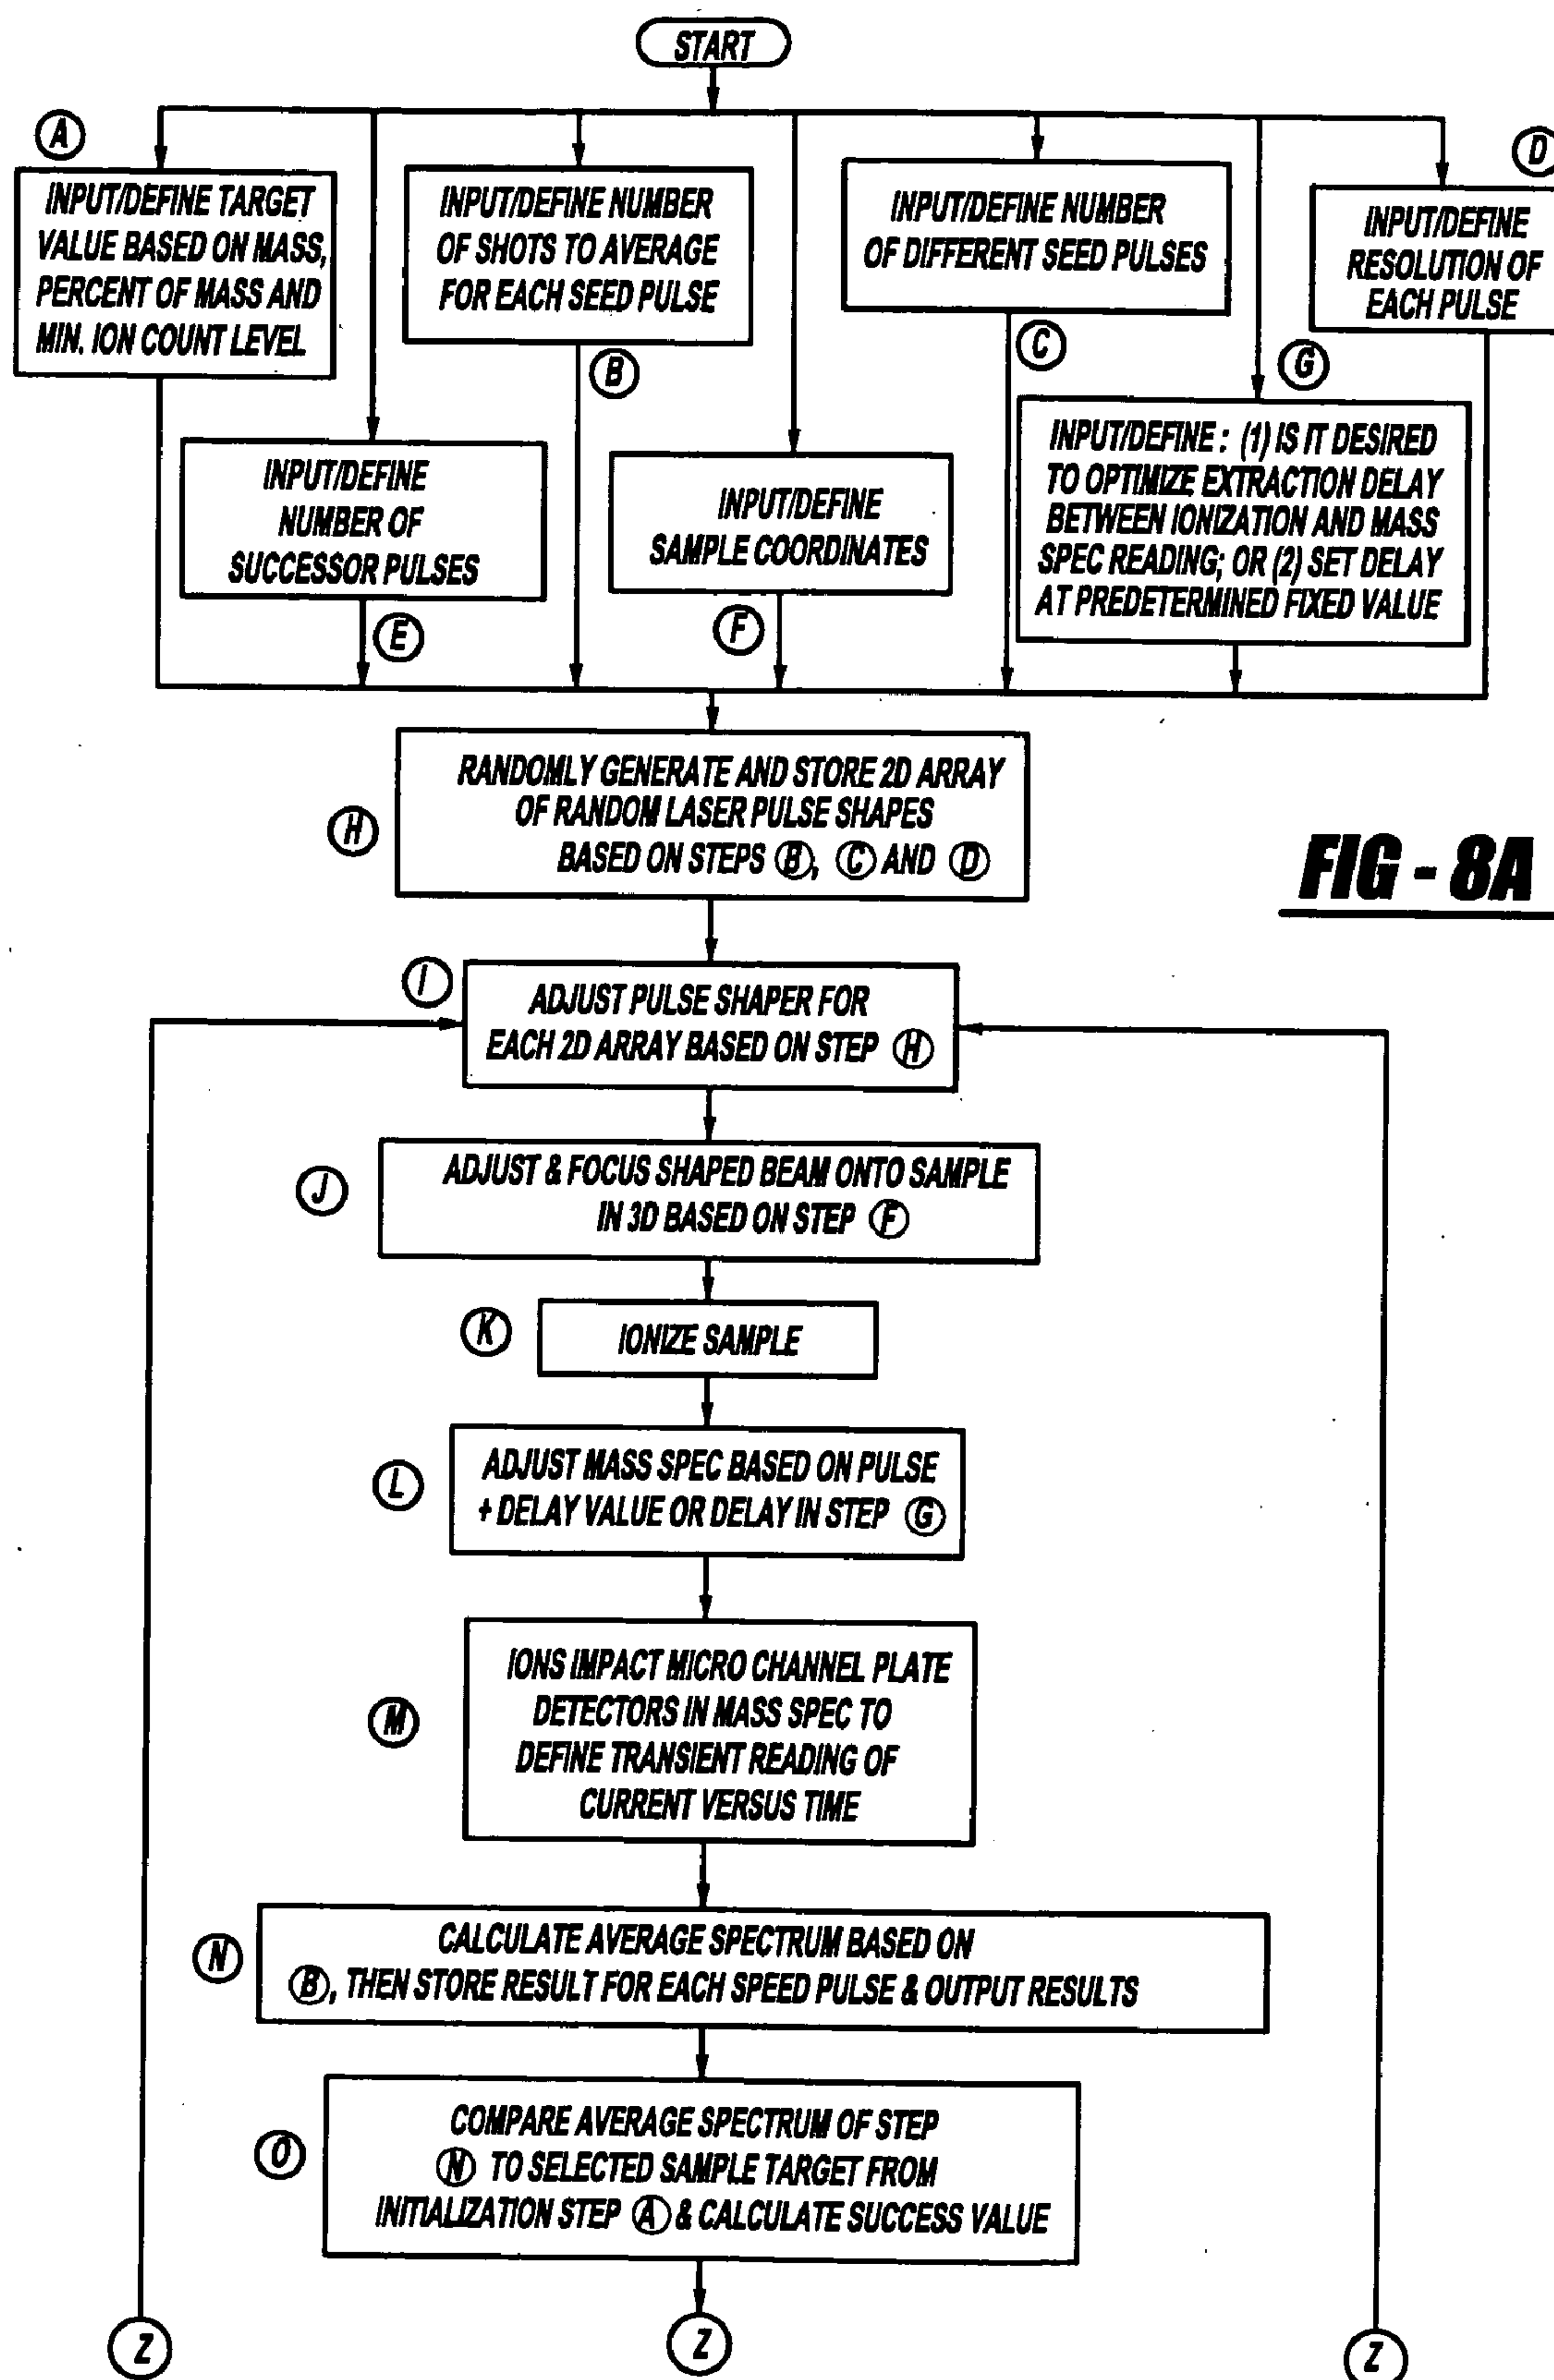 START
A
INPUT/DEFINE TARGET
VALUE BASED ON MASS,
PERCENT OF MASS AND
MIN. ION COUNT LEVEL
INPUT/DEFINE NUMBER
OF SHOTS TO AVERAGE
FOR EACH SEED PULSE
B
INPUT/DEFINE NUMBER
OF DIFFERENT SEED PULSES
C
D
INPUT/DEFINE
RESOLUTION OF
EACH PULSE
INPUT/DEFINE
NUMBER OF
SUCCESSOR PULSES
E
INPUT/DEFINE
SAMPLE COORDINATES
F
G
INPUT/DEFINE : (1) IS IT DESIRED
TO OPTIMIZE EXTRACTION DELAY
BETWEEN IONIZATION AND MASS
SPEC READING; OR (2) SET DELAY
AT PREDETERMINED FIXED VALUE
H
RANDOMLY GENERATE AND STORE 2D ARRAY
OF RANDOM LASER PULSE SHAPES
BASED ON STEPS B, C AND D
FIG - 8A
I
ADJUST PULSE SHAPER FOR
EACH 2D ARRAY BASED ON STEP H
J
ADJUST & FOCUS SHAPED BEAM ONTO SAMPLE
IN 3D BASED ON STEP F
K
IONIZE SAMPLE
L
ADJUST MASS SPEC BASED ON PULSE
+ DELAY VALUE OR DELAY IN STEP G
M
IONS IMPACT MICRO CHANNEL PLATE
DETECTORS IN MASS SPEC TO
DEFINE TRANSIENT READING OF
CURRENT VERSUS TIME
N
CALCULATE AVERAGE SPECTRUM BASED ON
B, THEN STORE RESULT FOR EACH SPEED PULSE & OUTPUT RESULTS
O
COMPARE AVERAGE SPECTRUM OF STEP
N TO SELECTED SAMPLE TARGET FROM
INITIALIZATION STEP A & CALCULATE SUCCESS VALUE
Z
Z
Z